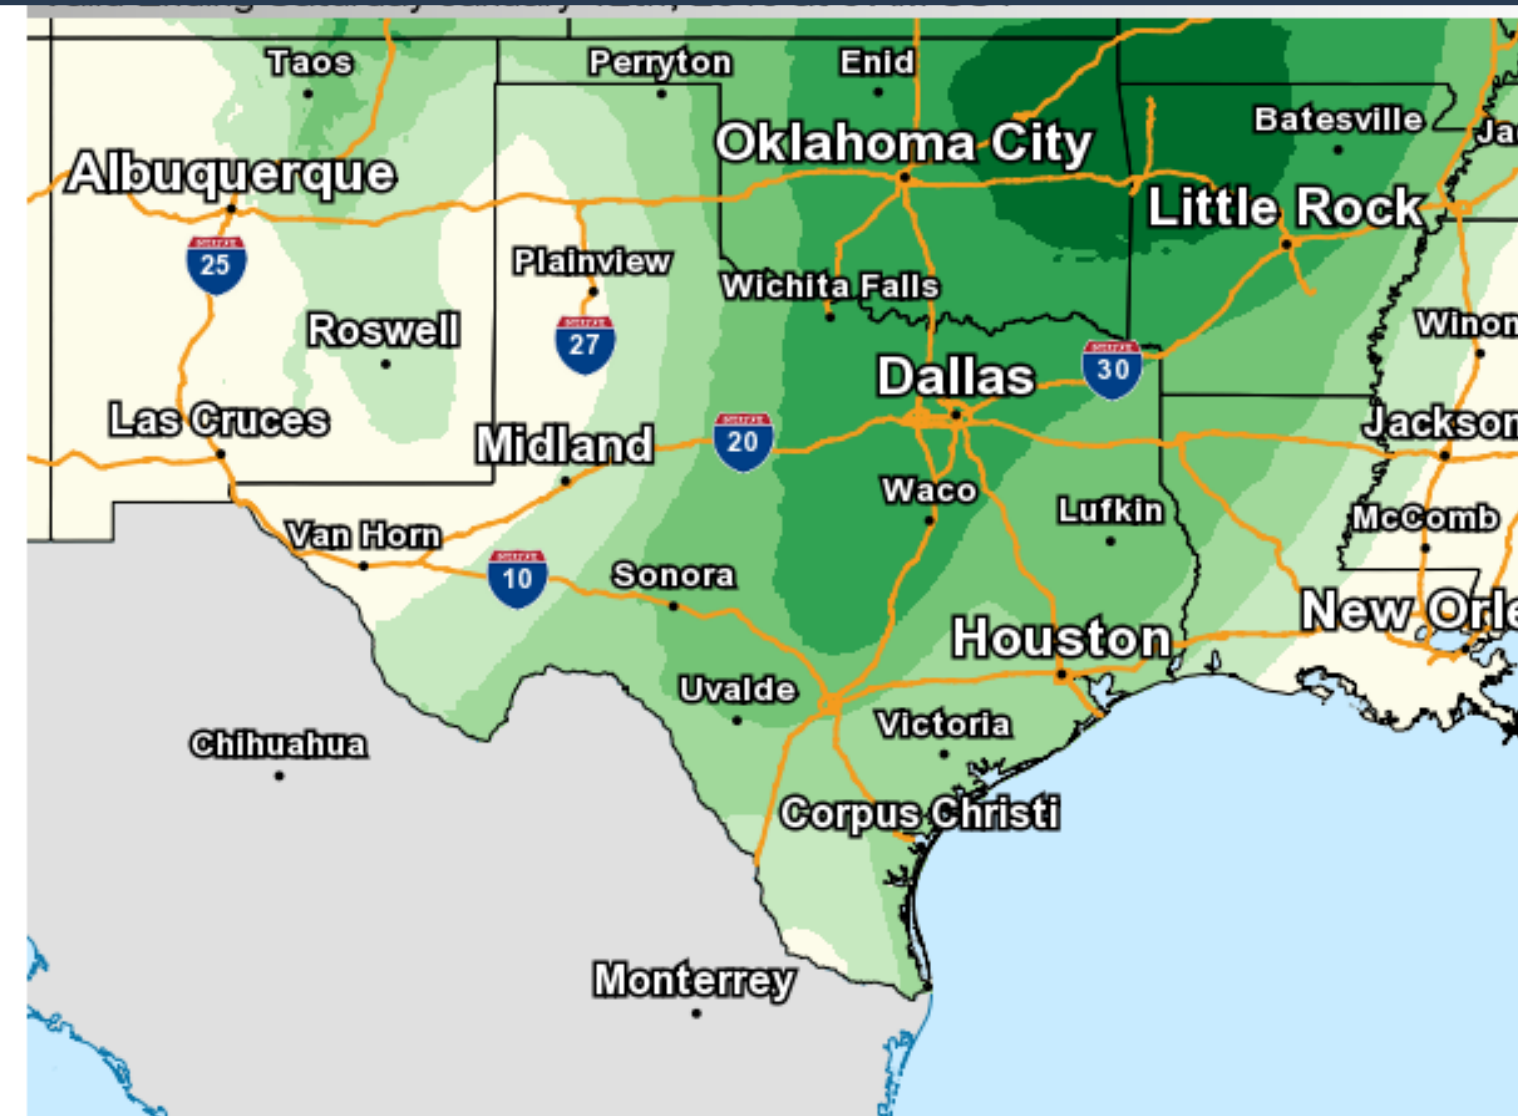 Taos
Perryton
Enid
Batesville
Oklahoma City
Albuquerque
Little Rock
25
Plainview
Wichita Falls
Roswell
27
Dallas
30
Las Cruces
Midland
20
Jackson
Waco
Lufkin
McComb
Van Horn
10
Sonora
New
Houston
Uvalde
Victoria
Chihuahua
Corpus Christi
Monterrey